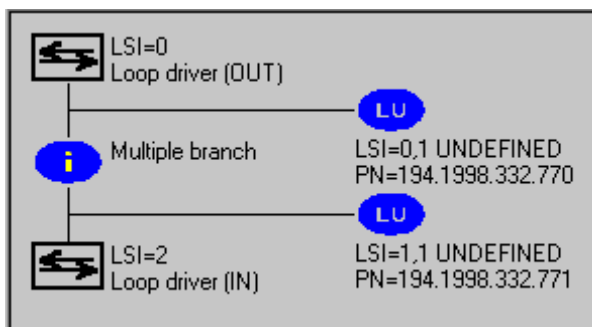 LSI=0
Loop driver (OUT)
LU
i
Multiple branch
LSI=0,1 UNDEFINED
PN=194.1998.332.770
LU
LSI=2
Loop driver (IN)
LSI=1,1 UNDEFINED
PN=194.1998.332.771